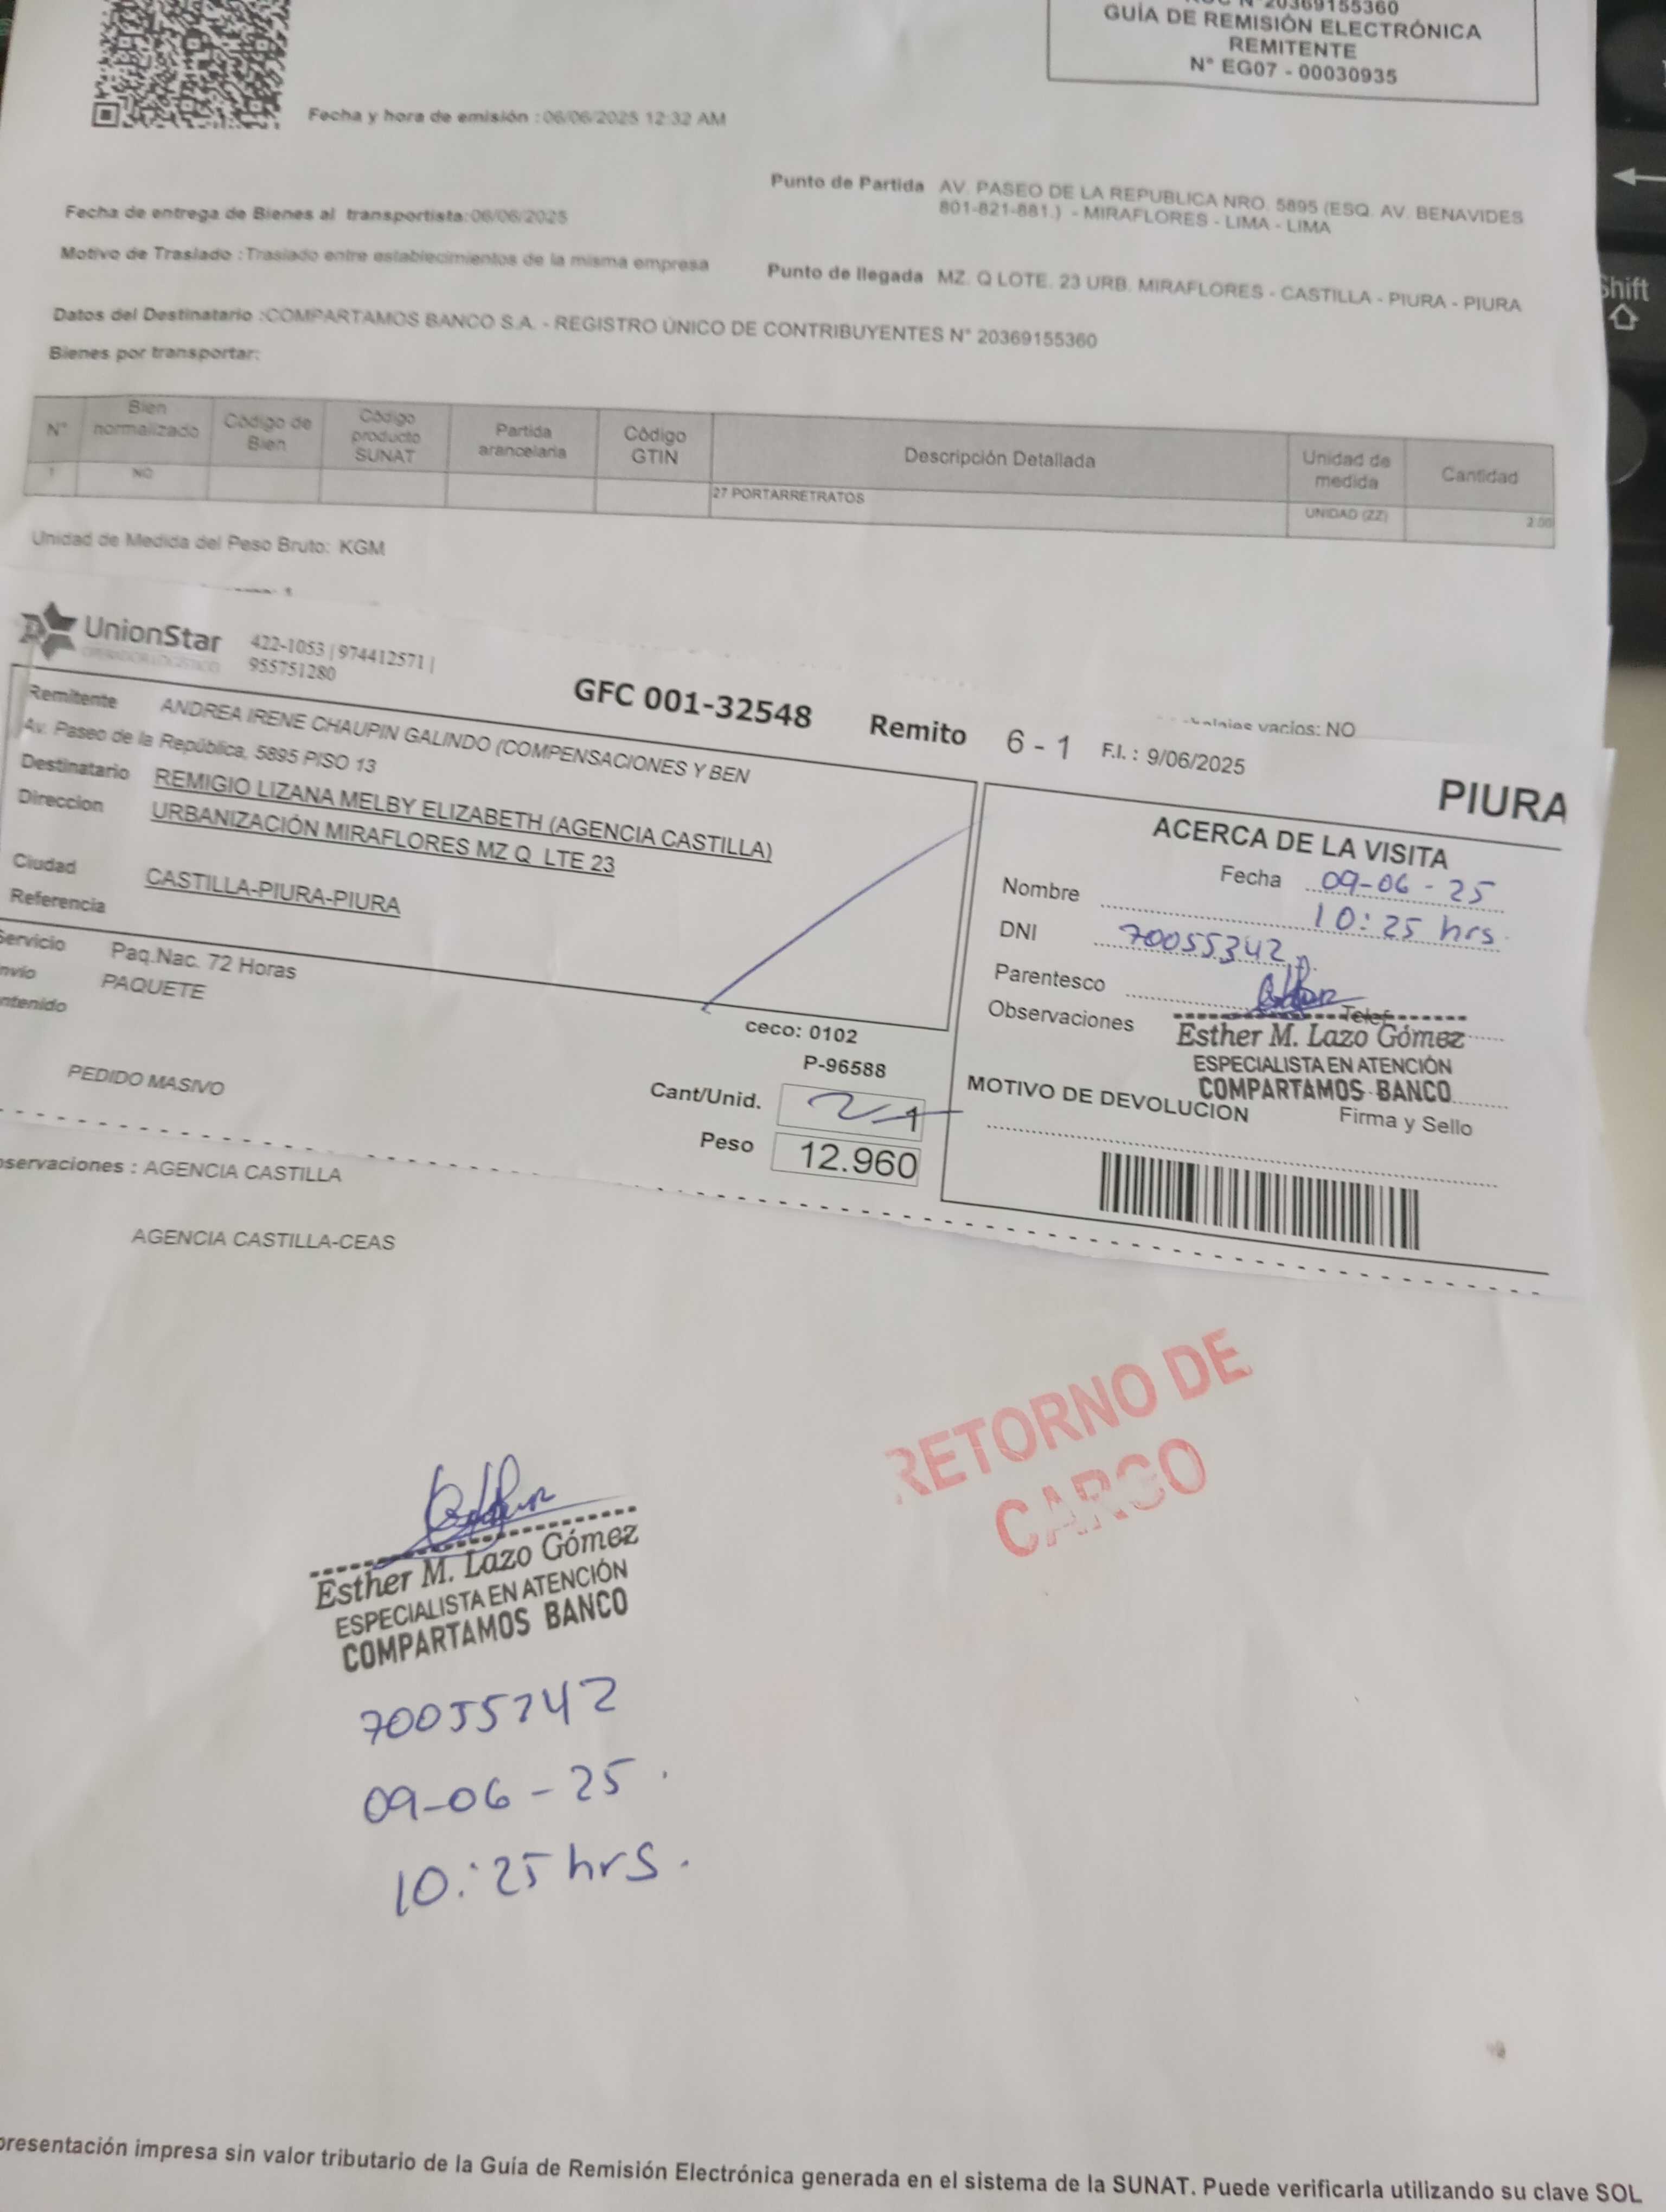 RUC N° 20369155360
GUÍA DE REMISIÓN ELECTRÓNICA
REMITENTE
N° EG07 - 00030935
Fecha y hora de emisión : 06/06/2025 12:32 AM
Fecha de entrega de Bienes al transportista:06/06/2025
Punto de Partida AV. PASEO DE LA REPUBLICA NRO. 5895 (ESQ. AV. BENAVIDES
801-821-881.) - MIRAFLORES - LIMA - LIMA
Motivo de Traslado : Traslado entre establecimientos de la misma empresa
Punto de llegada MZ. Q LOTE. 23 URB. MIRAFLORES - CASTILLA - PIURA - PIURA
Datos del Destinatario :COMPARTAMOS BANCO S.A. - REGISTRO ÚNICO DE CONTRIBUYENTES N° 20369155360
Bienes por transportar:
N° Bien normalizado Código de Bien Código producto SUNAT Partida arancelaria Código GTIN Descripción Detallada Unidad de medida Cantidad
1 NO 27 PORTARRETRATOS UNIDAD (ZZ) 2.00
Unidad de Medida del Peso Bruto: KGM
vacíos: NO
UnionStar
OPERADOR LOGÍSTICO
422-1053 | 974412571 |
955751280
GFC 001-32548 Remito 6 - 1 F.I. : 9/06/2025
PIURA
Remitente ANDREA IRENE CHAUPIN GALINDO (COMPENSACIONES Y BEN
Av. Paseo de la República, 5895 PISO 13
Destinatario REMIGIO LIZANA MELBY ELIZABETH (AGENCIA CASTILLA)
Direccion URBANIZACIÓN MIRAFLORES MZ Q LTE 23
Ciudad CASTILLA-PIURA-PIURA
Referencia
Servicio Paq.Nac. 72 Horas
nvío PAQUETE
ntenido
PEDIDO MASIVO
ceco: 0102
P-96588
Cant/Unid. 1
Peso 12.960
ACERCA DE LA VISITA
Fecha 09-06-25
Nombre 10:25 hrs.
DNI 70055342
Parentesco
Telef
Observaciones
Esther M. Lazo Gómez
ESPECIALISTA EN ATENCIÓN
COMPARTAMOS BANCO
MOTIVO DE DEVOLUCION
Firma y Sello
servaciones : AGENCIA CASTILLA
AGENCIA CASTILLA-CEAS
RETORNO DE
CARGO
Esther M. Lazo Gómez
ESPECIALISTA EN ATENCIÓN
COMPARTAMOS BANCO
70055342
09-06-25.
10:25 hrs.
presentación impresa sin valor tributario de la Guía de Remisión Electrónica generada en el sistema de la SUNAT. Puede verificarla utilizando su clave SOL
Shift